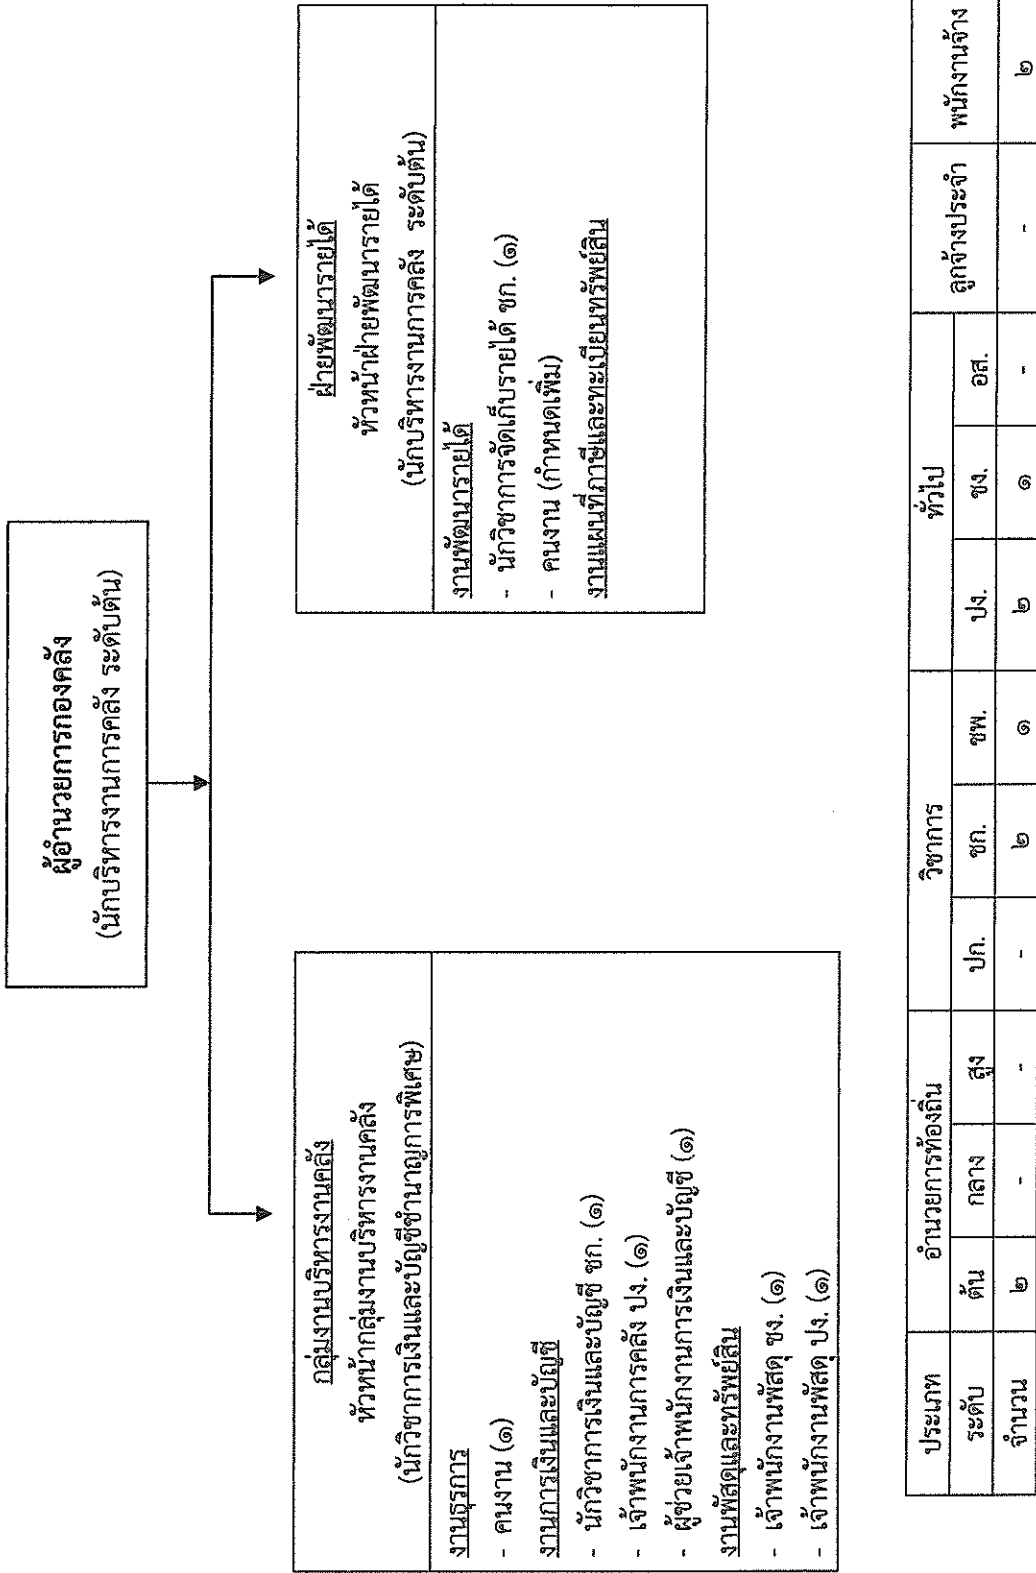 ผู้อำนวยการกองคลัง
(นักบริหารงานการคลัง ระดับต้น)
กลุ่มงานบริหารงานคลัง
หัวหน้ากลุ่มงานบริหารงานคลัง
(นักวิชาการเงินและบัญชีชำนาญการพิเศษ)
งานธุรการ
- คนงาน (๑)
งานการเงินและบัญชี
- นักวิชาการเงินและบัญชี ชก. (๑)
- เจ้าพนักงานการคลัง ปง. (๑)
- ผู้ช่วยเจ้าพนักงานการเงินและบัญชี (๑)
งานพัสดุและทรัพย์สิน
- เจ้าพนักงานพัสดุ ชง. (๑)
- เจ้าพนักงานพัสดุ ปง. (๑)
ฝ่ายพัฒนารายได้
หัวหน้าฝ่ายพัฒนารายได้
(นักบริหารงานการคลัง ระดับต้น)
งานพัฒนารายได้
- นักวิชาการจัดเก็บรายได้ ชก. (๑)
- คนงาน (กำหนดเพิ่ม)
งานแผนที่ภาษีและทะเบียนทรัพย์สิน
ประเภท อำนวยการท้องถิ่น วิชาการ ทั่วไป ลูกจ้างประจำ พนักงานจ้าง
ระดับ ต้น กลาง สูง ปก. ชก. ชพ. ปง. ชง. อส.
จำนวน ๒ - - - ๒ ๑ ๒ ๑ - - ๒